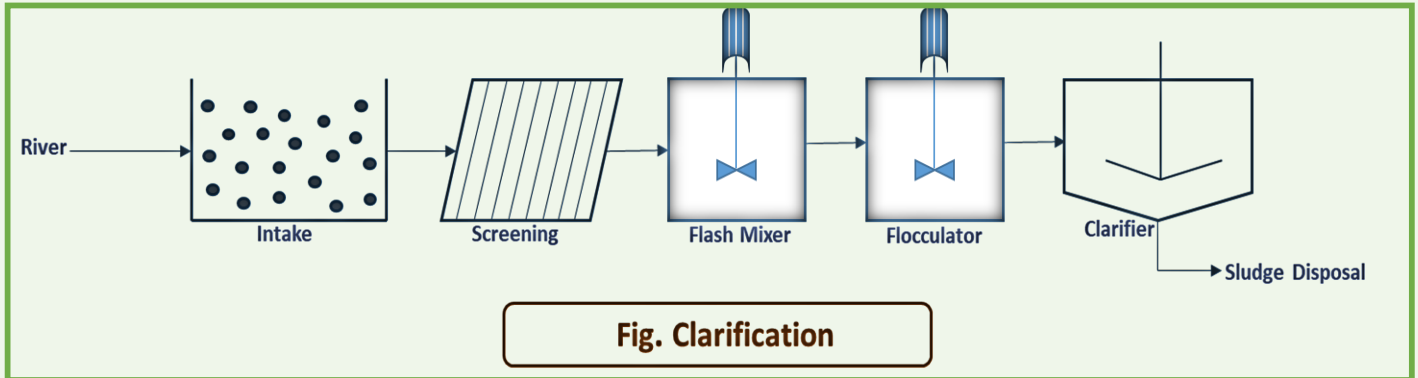 River
Intake
Screening
Flash Mixer
Flocculator
Clarifier
Sludge Disposal
Fig. Clarification